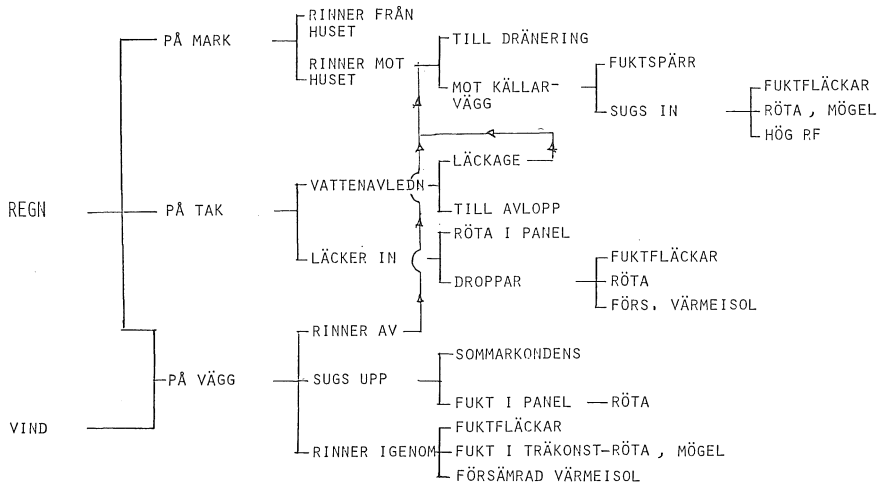 RINNER FRÅN
HUSET
PÅ MARK
TILL DRÄNERING
RINNER MOT
HUSET
FUKTSPÄRR
MOT KÄLLAR-
VÄGG
FUKTFLÄCKAR
SUGS IN
RÖTA , MÖGEL
HÖG RF
LÄCKAGE
VATTENAVLEDN
REGN
PÅ TAK
TILL AVLOPP
RÖTA I PANEL
LÄCKER IN
FUKTFLÄCKAR
DROPPAR
RÖTA
FÖRS. VÄRMEISOL
RINNER AV
SOMMARKONDENS
PÅ VÄGG
SUGS UPP
FUKT I PANEL
RÖTA
VIND
FUKTFLÄCKAR
RINNER IGENOM
FUKT I TRÄKONST-RÖTA , MÖGEL
FÖRSÄMRAD VÄRMEISOL